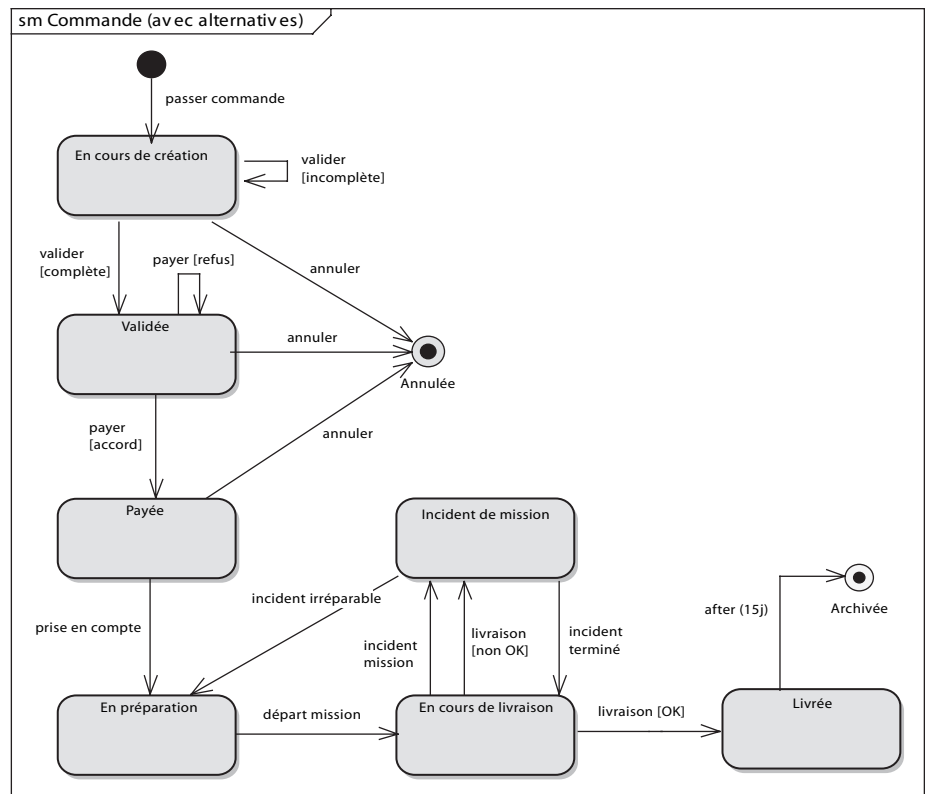 sm Commande (avec alternatives)
passer commande
En cours de création
valider
[incomplète]
valider
[complète]
payer [refus]
annuler
Validée
annuler
Annulée
payer
[accord]
annuler
Payée
Incident de mission
incident irréparable
prise en compte
incident
mission
livraison
[non OK]
incident
terminé
after (15j)
Archivée
En préparation
départ mission
En cours de livraison
livraison [OK]
Livrée